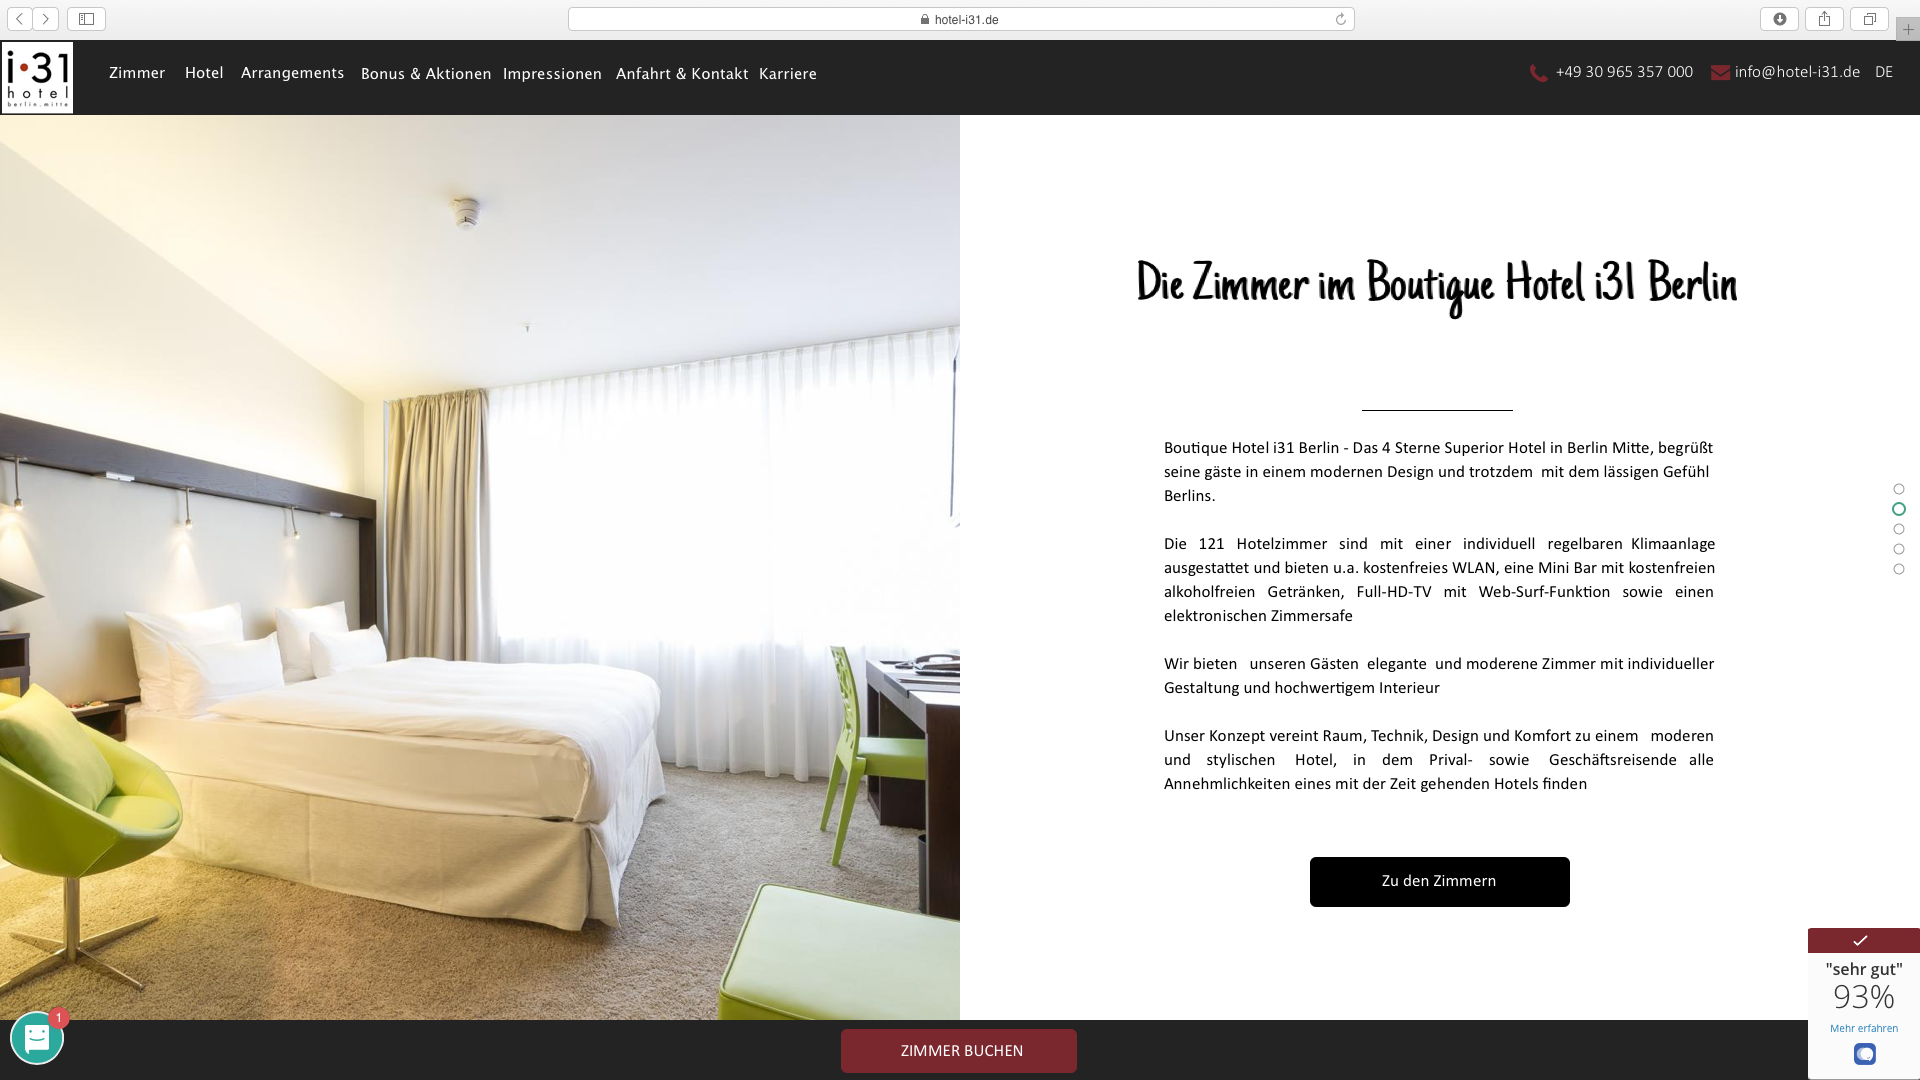 hotel-i31.de
i·31
hotel
berlin.mitte
Zimmer Hotel Arrangements Bonus & Aktionen Impressionen Anfahrt & Kontakt Karriere
+49 30 965 357 000 info@hotel-i31.de DE
Die Zimmer im Boutique Hotel i31 Berlin
Boutique Hotel i31 Berlin - Das 4 Sterne Superior Hotel in Berlin Mitte, begrüßt
seine gäste in einem modernen Design und trotzdem mit dem lässigen Gefühl
Berlins.
Die 121 Hotelzimmer sind mit einer individuell regelbaren Klimaanlage
ausgestattet und bieten u.a. kostenfreies WLAN, eine Mini Bar mit kostenfreien
alkoholfreien Getränken, Full-HD-TV mit Web-Surf-Funktion sowie einen
elektronischen Zimmersafe
Wir bieten unseren Gästen elegante und moderene Zimmer mit individueller
Gestaltung und hochwertigem Interieur
Unser Konzept vereint Raum, Technik, Design und Komfort zu einem moderen
und stylischen Hotel, in dem Prival- sowie Geschäftsreisende alle
Annehmlichkeiten eines mit der Zeit gehenden Hotels finden
Zu den Zimmern
"sehr gut"
93%
Mehr erfahren
1
ZIMMER BUCHEN